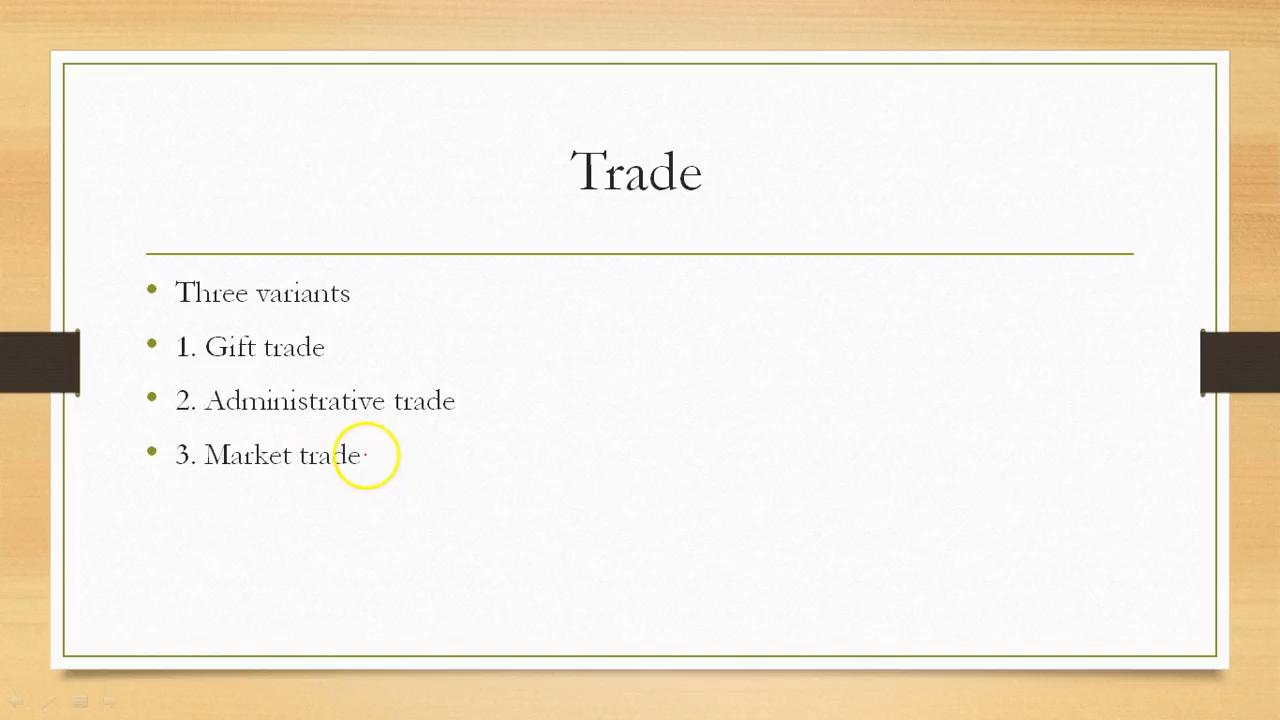 Trade
• Three variants
• 1. Gift trade
• 2. Administrative trade
• 3. Market trade